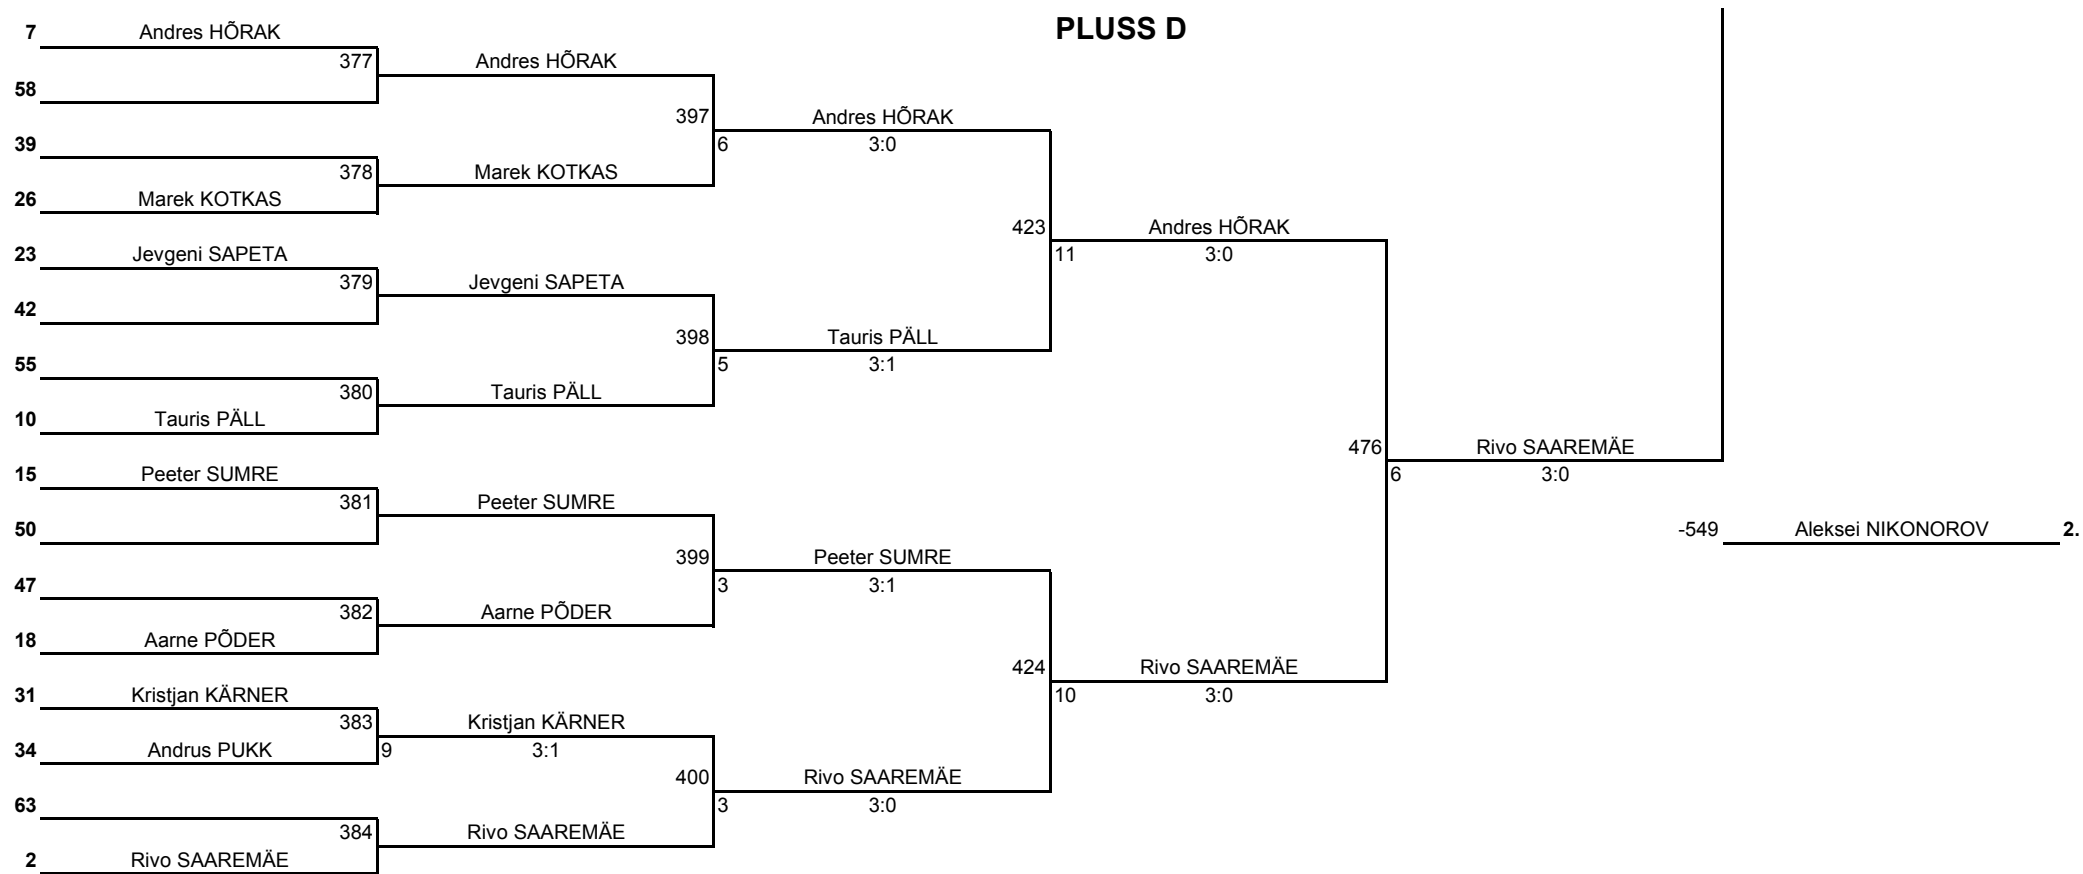 PLUSS D
7 Andres HÕRAK
377 Andres HÕRAK
58
397 Andres HÕRAK
6 3:0
39
378 Marek KOTKAS
26 Marek KOTKAS
423 Andres HÕRAK
11 3:0
23 Jevgeni SAPETA
379 Jevgeni SAPETA
42
398 Tauris PÄLL
5 3:1
55
380 Tauris PÄLL
10 Tauris PÄLL
476 Rivo SAAREMÄE
6 3:0
15 Peeter SUMRE
381 Peeter SUMRE
50
-549 Aleksei NIKONOROV 2.
399 Peeter SUMRE
3 3:1
47
382 Aarne PÕDER
18 Aarne PÕDER
424 Rivo SAAREMÄE
10 3:0
31 Kristjan KÄRNER
383 Kristjan KÄRNER
34 Andrus PUKK
9 3:1
400 Rivo SAAREMÄE
3 3:0
63
384 Rivo SAAREMÄE
2 Rivo SAAREMÄE